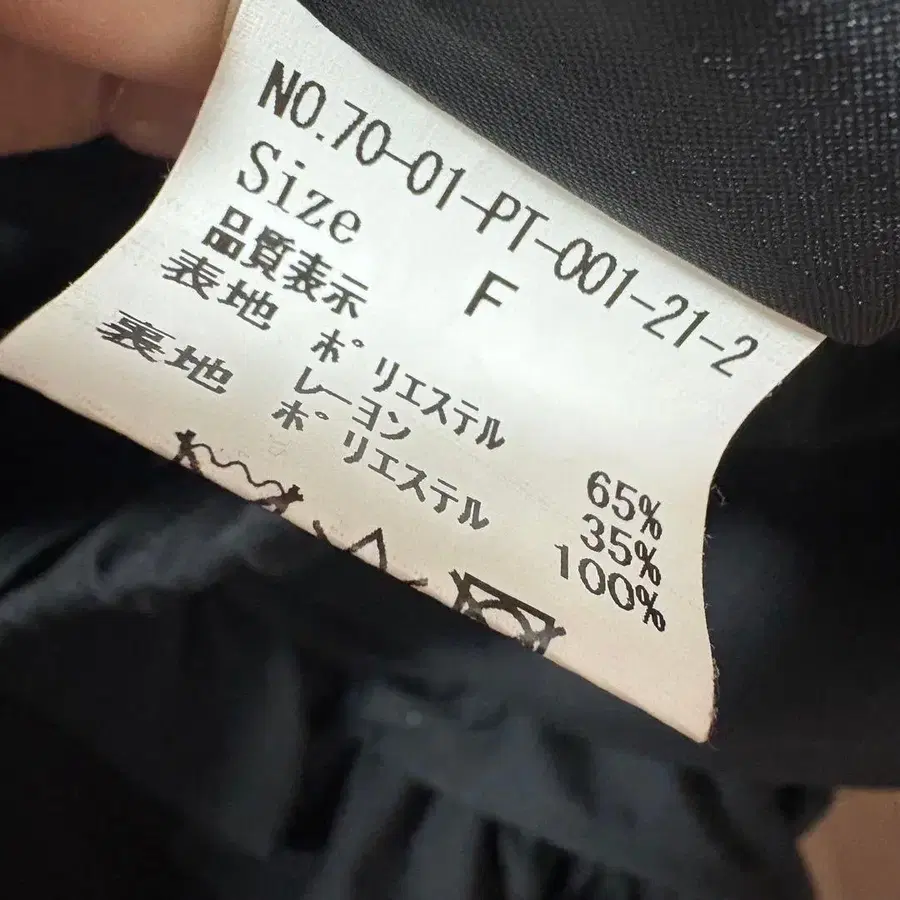 NO.70-01-PT-001-21-2
Size F
品質表示
表地 ポリエステル 65%
レーヨン 35%
裏地 ポリエステル 100%